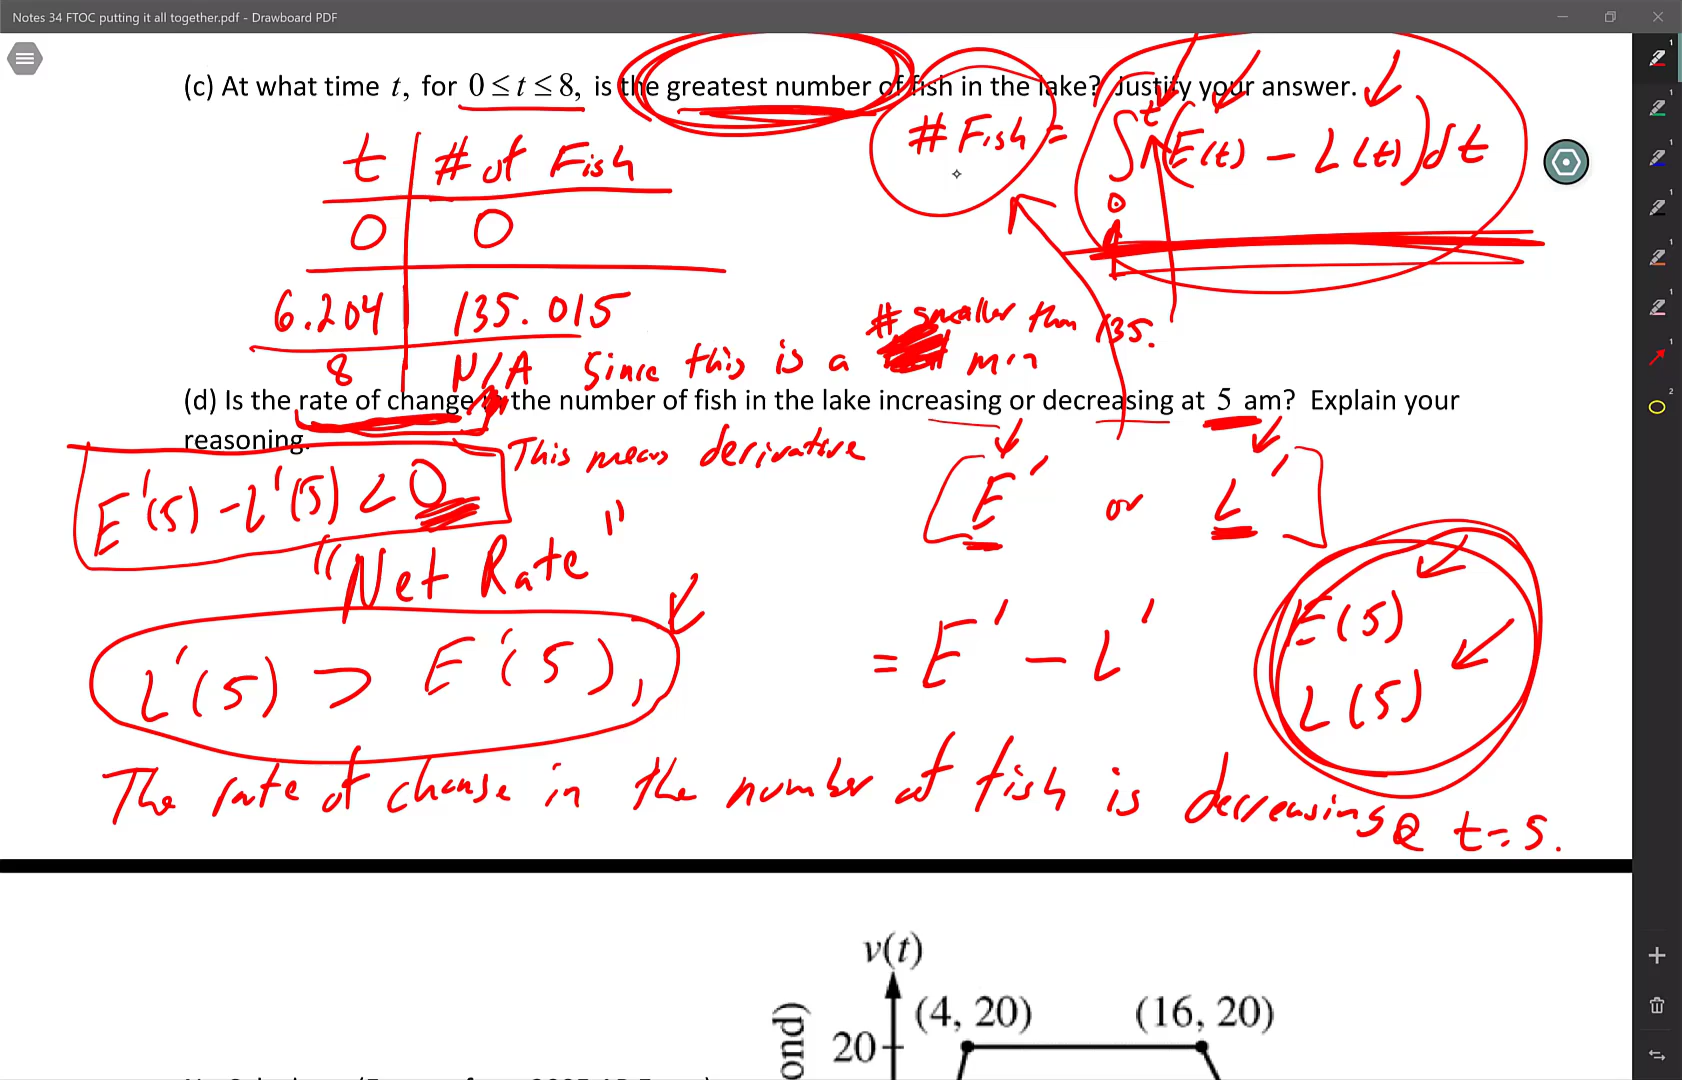 Notes 34 FTOC putting it all together.pdf - Drawboard PDF
(c) At what time t, for 0 ≤ t ≤ 8, is the greatest number of fish in the lake? Justify your answer.
# Fish = ∫₀ᵗ (E(t) - L(t)) dt
t # of Fish
0 0
6.204 135.015
# smaller than 135.
8 N/A Since this is a min
(d) Is the rate of change in the number of fish in the lake increasing or decreasing at 5 am? Explain your
reasoning.
This means derivative
E'(5) - L'(5) < 0
[E' or L']
"Net Rate"
= E' - L'
E(5)
L(5)
L'(5) > E'(5),
The rate of change in the number of fish is decreasing @ t = 5.
v(t)
(4, 20) (16, 20)
20